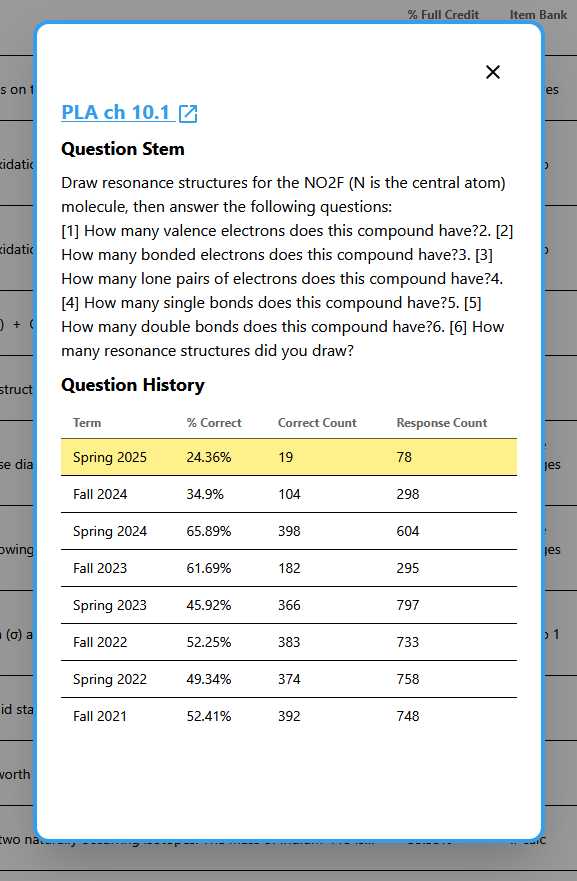 % Full Credit Item Bank
PLA ch 10.1
Question Stem
Draw resonance structures for the NO2F (N is the central atom)
molecule, then answer the following questions:
[1] How many valence electrons does this compound have?2. [2]
How many bonded electrons does this compound have?3. [3]
How many lone pairs of electrons does this compound have?4.
[4] How many single bonds does this compound have?5. [5]
How many double bonds does this compound have?6. [6] How
many resonance structures did you draw?
Question History
Term % Correct Correct Count Response Count
Spring 2025 24.36% 19 78
Fall 2024 34.9% 104 298
Spring 2024 65.89% 398 604
Fall 2023 61.69% 182 295
Spring 2023 45.92% 366 797
Fall 2022 52.25% 383 733
Spring 2022 49.34% 374 758
Fall 2021 52.41% 392 748
s on
(σ) a
id sta
worth
two